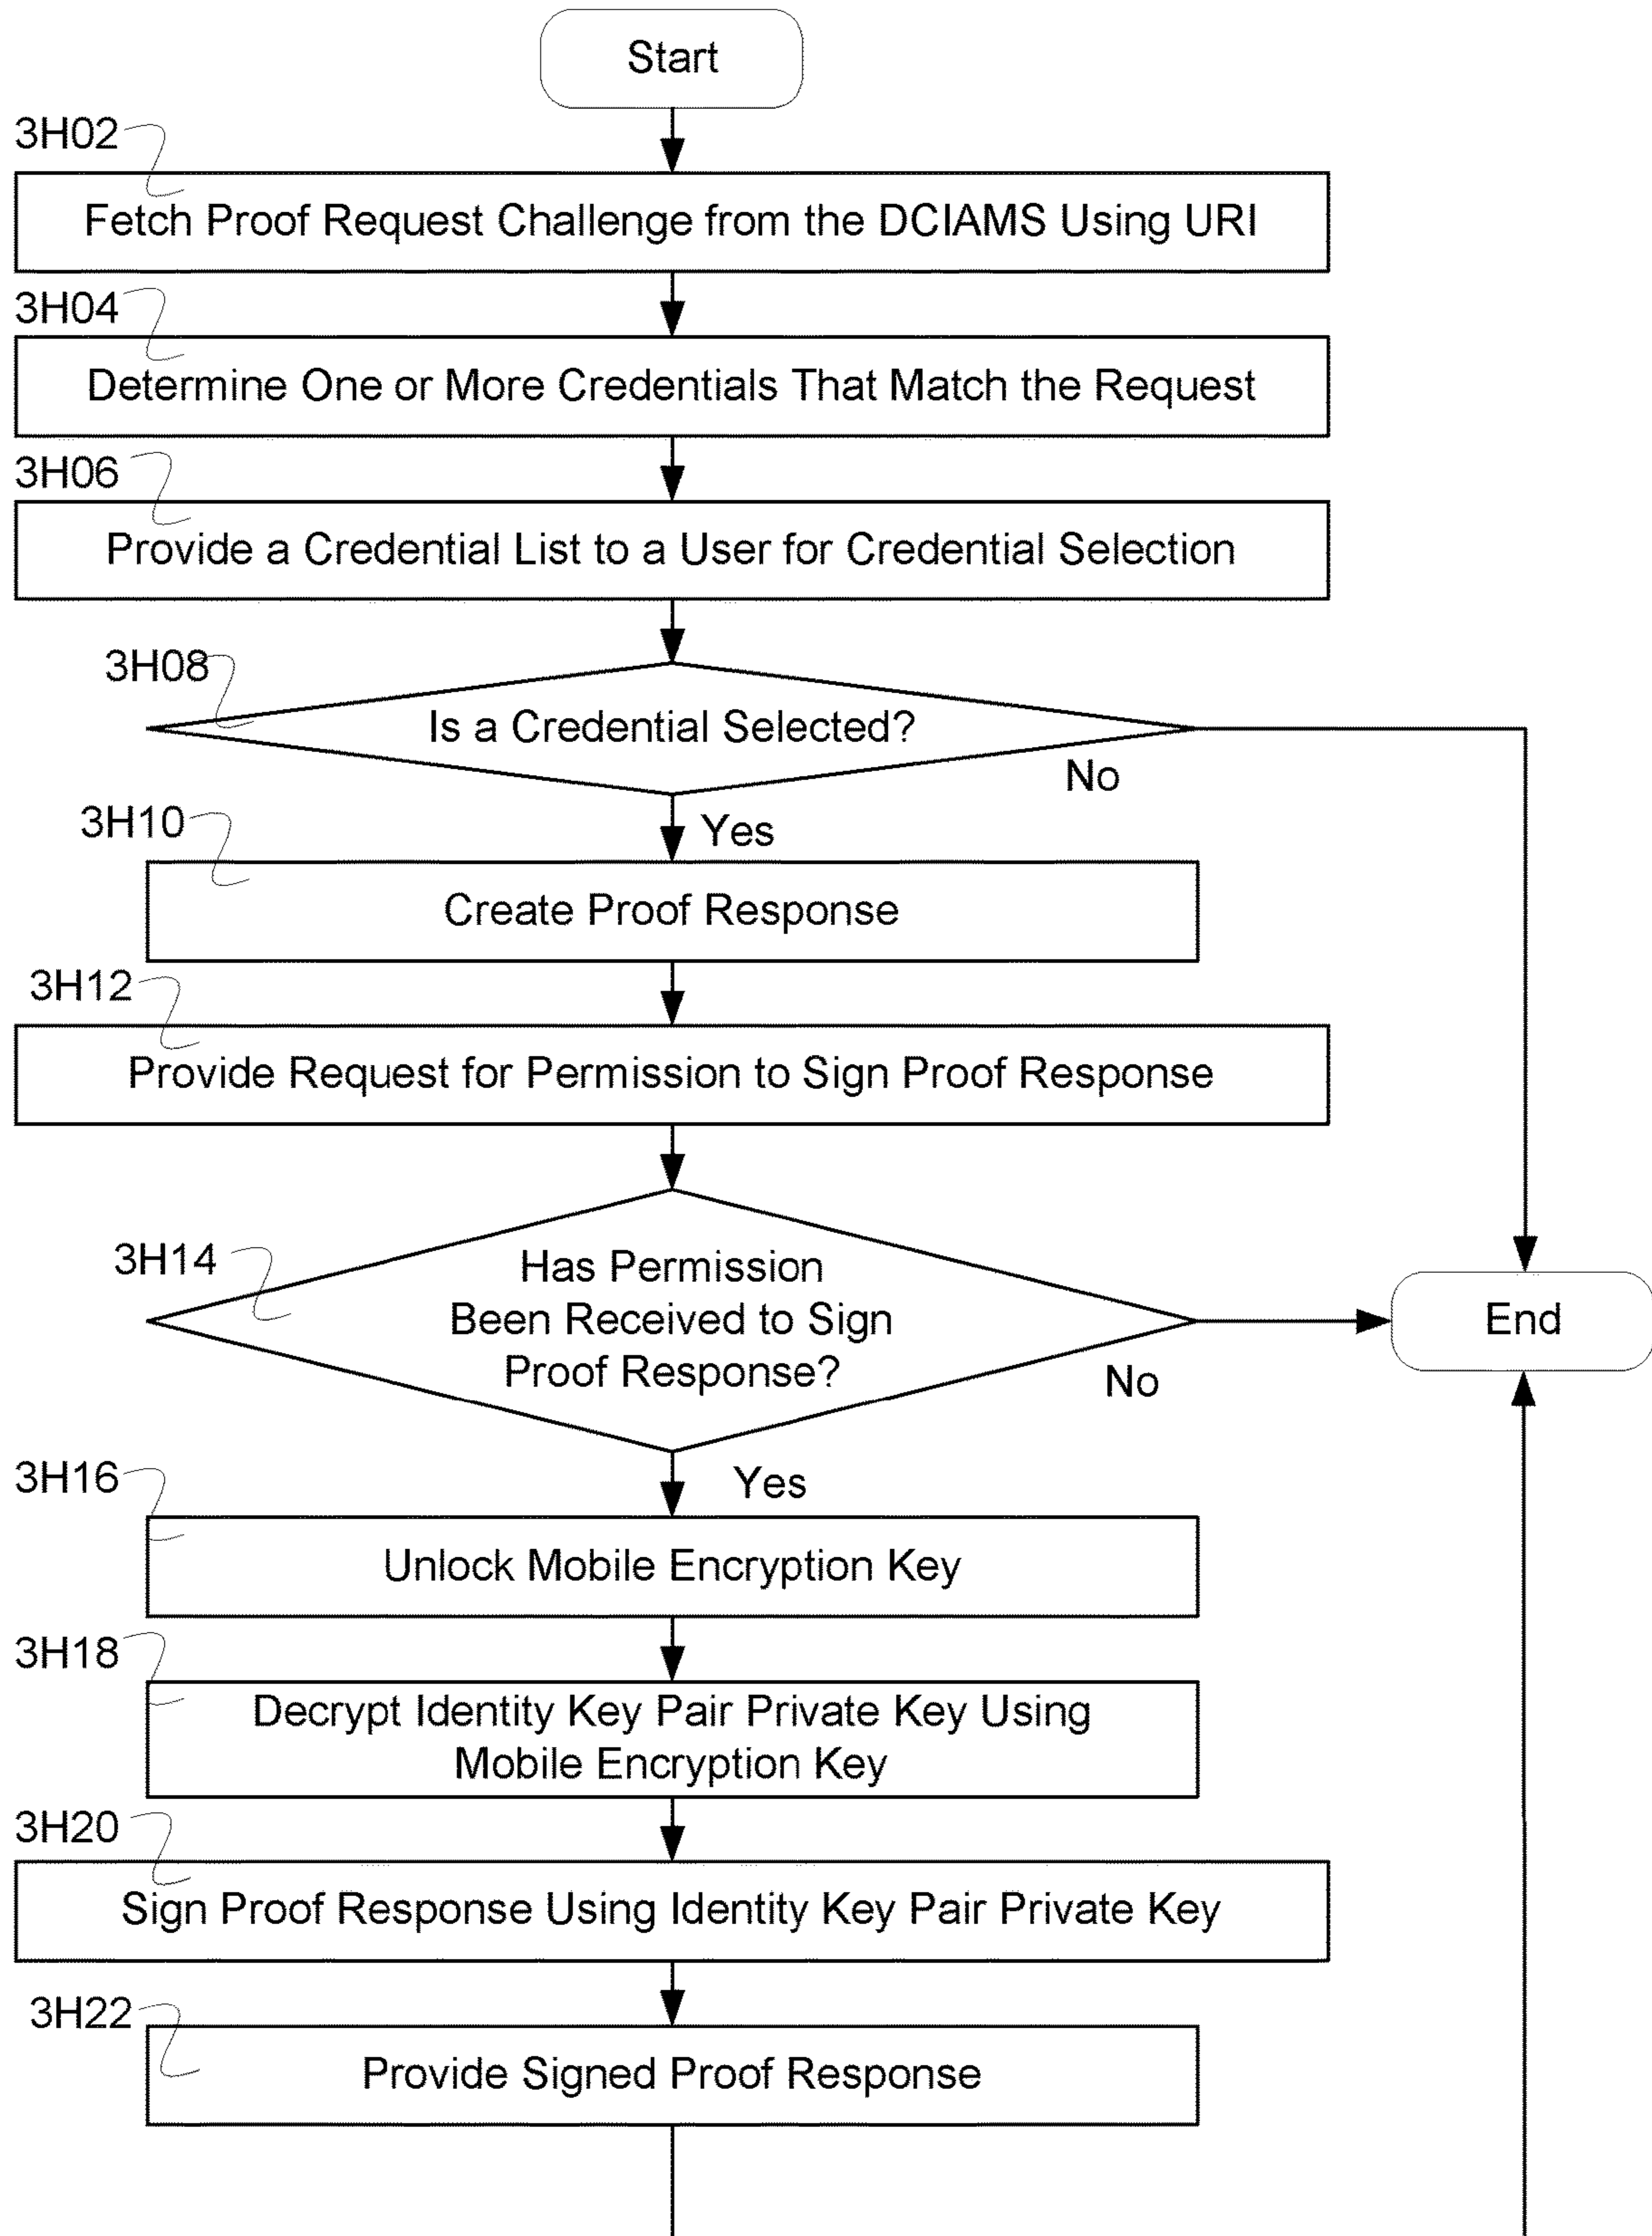 Start
3H02
Fetch Proof Request Challenge from the DCIAMS Using URI
3H04
Determine One or More Credentials That Match the Request
3H06
Provide a Credential List to a User for Credential Selection
3H08
Is a Credential Selected?
No
3H10
Yes
Create Proof Response
3H12
Provide Request for Permission to Sign Proof Response
3H14
Has Permission
Been Received to Sign
Proof Response?
End
No
3H16
Yes
Unlock Mobile Encryption Key
3H18
Decrypt Identity Key Pair Private Key Using
Mobile Encryption Key
3H20
Sign Proof Response Using Identity Key Pair Private Key
3H22
Provide Signed Proof Response